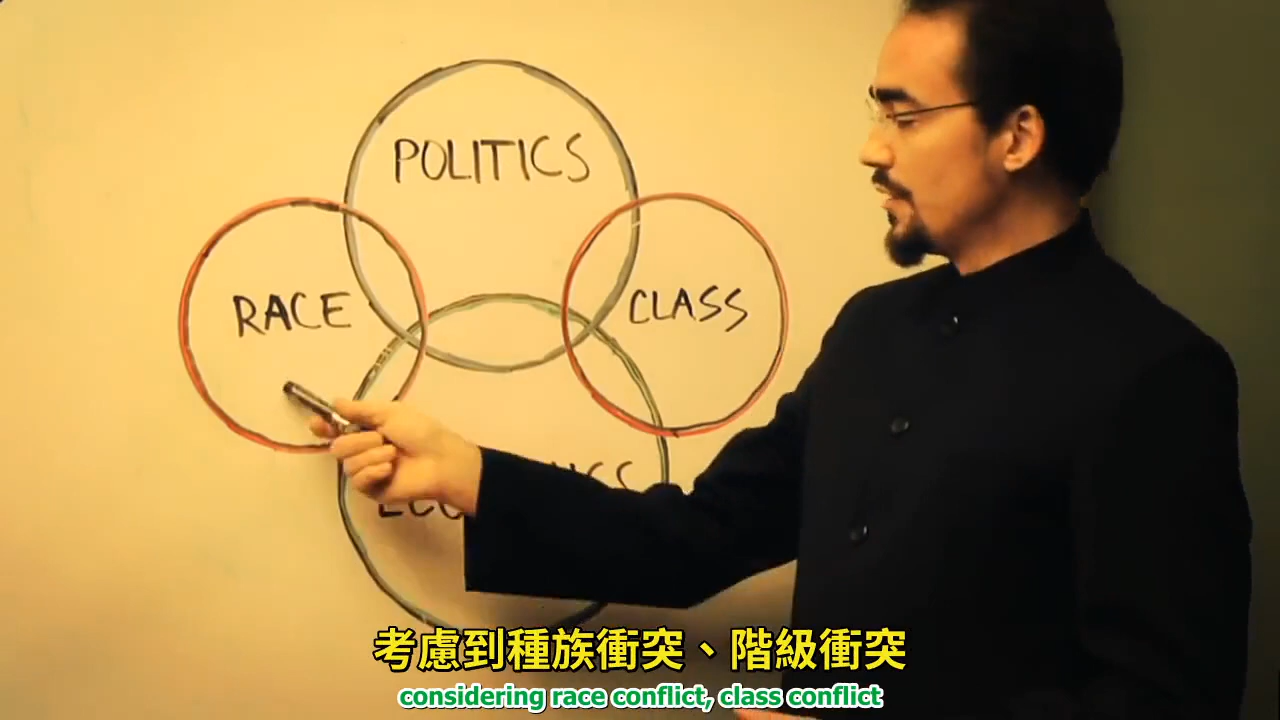 POLITICS
RACE
CLASS
考慮到種族衝突、階級衝突
considering race conflict, class conflict